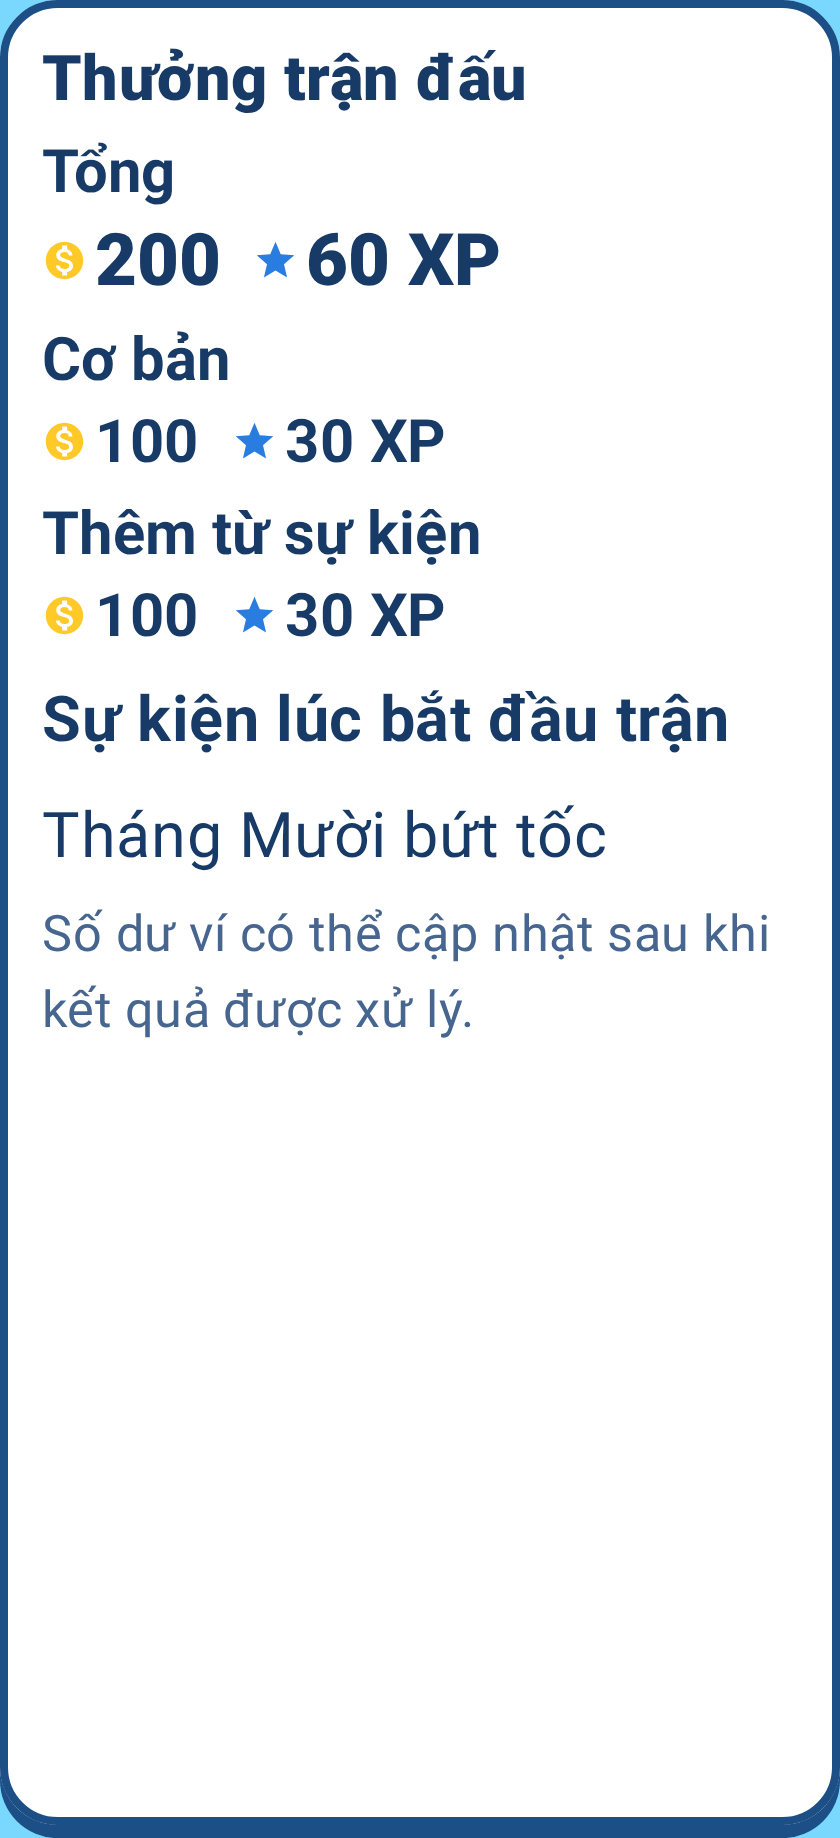 Thưởng trận đấu
Tổng
200 60 XP
Cơ bản
100 30 XP
Thêm từ sự kiện
100 30 XP
Sự kiện lúc bắt đầu trận
Tháng Mười bứt tốc
Số dư ví có thể cập nhật sau khi
kết quả được xử lý.